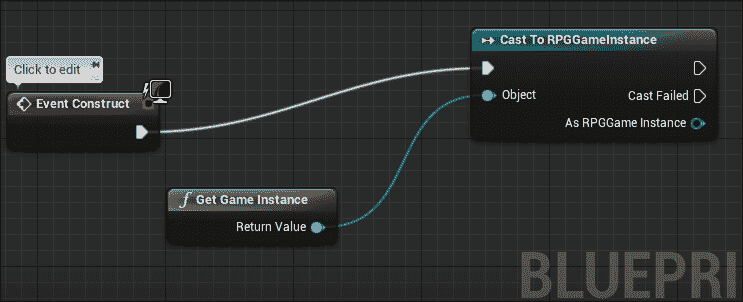 Cast To RPGGameInstance
Click to edit
Event Construct
Object
Cast Failed
As RPGGame Instance
f Get Game Instance
Return Value
BLUEPRI